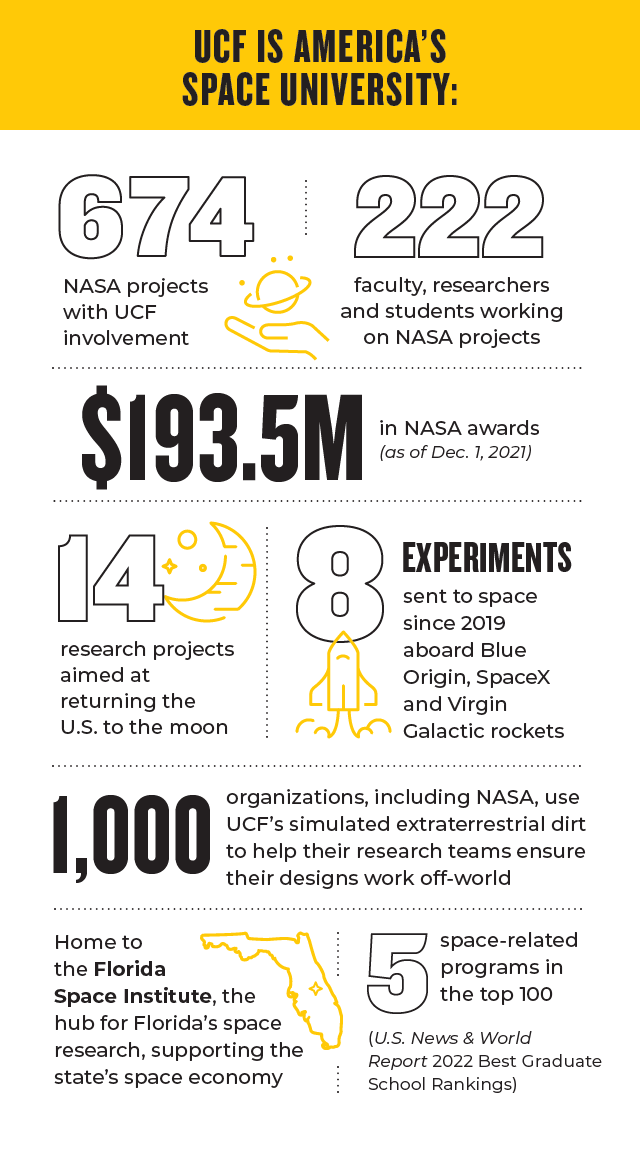 UCF IS AMERICA'S
SPACE UNIVERSITY:
674
NASA projects
with UCF
involvement
222
faculty, researchers
and students working
on NASA projects
$193.5M
in NASA awards
(as of Dec. 1, 2021)
14
research projects
aimed at
returning the
U.S. to the moon
8
EXPERIMENTS
sent to space
since 2019
aboard Blue
Origin, SpaceX
and Virgin
Galactic rockets
1,000
organizations, including NASA, use
UCF's simulated extraterrestrial dirt
to help their research teams ensure
their designs work off-world
Home to
the Florida
Space Institute, the
hub for Florida's space
research, supporting the
state's space economy
5
space-related
programs in
the top 100
(U.S. News & World
Report 2022 Best Graduate
School Rankings)